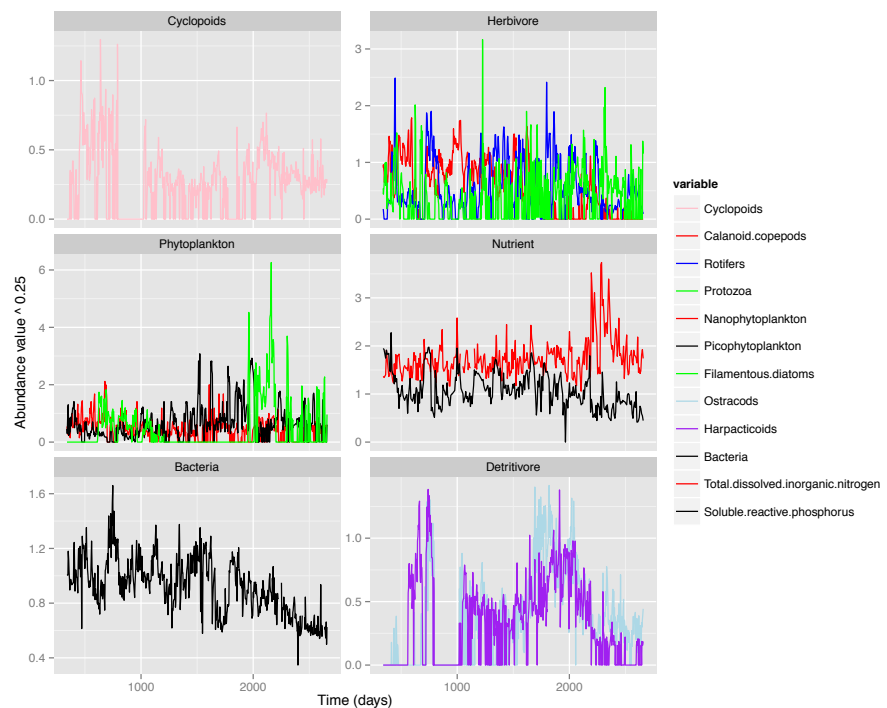 Cyclopoids
Herbivore
1.0
0.5
0.0
3
2
1
0
Phytoplankton
Nutrient
6
4
2
0
3
2
1
0
Bacteria
Detritivore
1.6
1.2
0.8
0.4
1.0
0.5
0.0
1000
2000
1000
2000
Time (days)
Abundance value ^ 0.25
variable
Cyclopoids
Calanoid.copepods
Rotifers
Protozoa
Nanophytoplankton
Picophytoplankton
Filamentous.diatoms
Ostracods
Harpacticoids
Bacteria
Total.dissolved.inorganic.nitrogen
Soluble.reactive.phosphorus